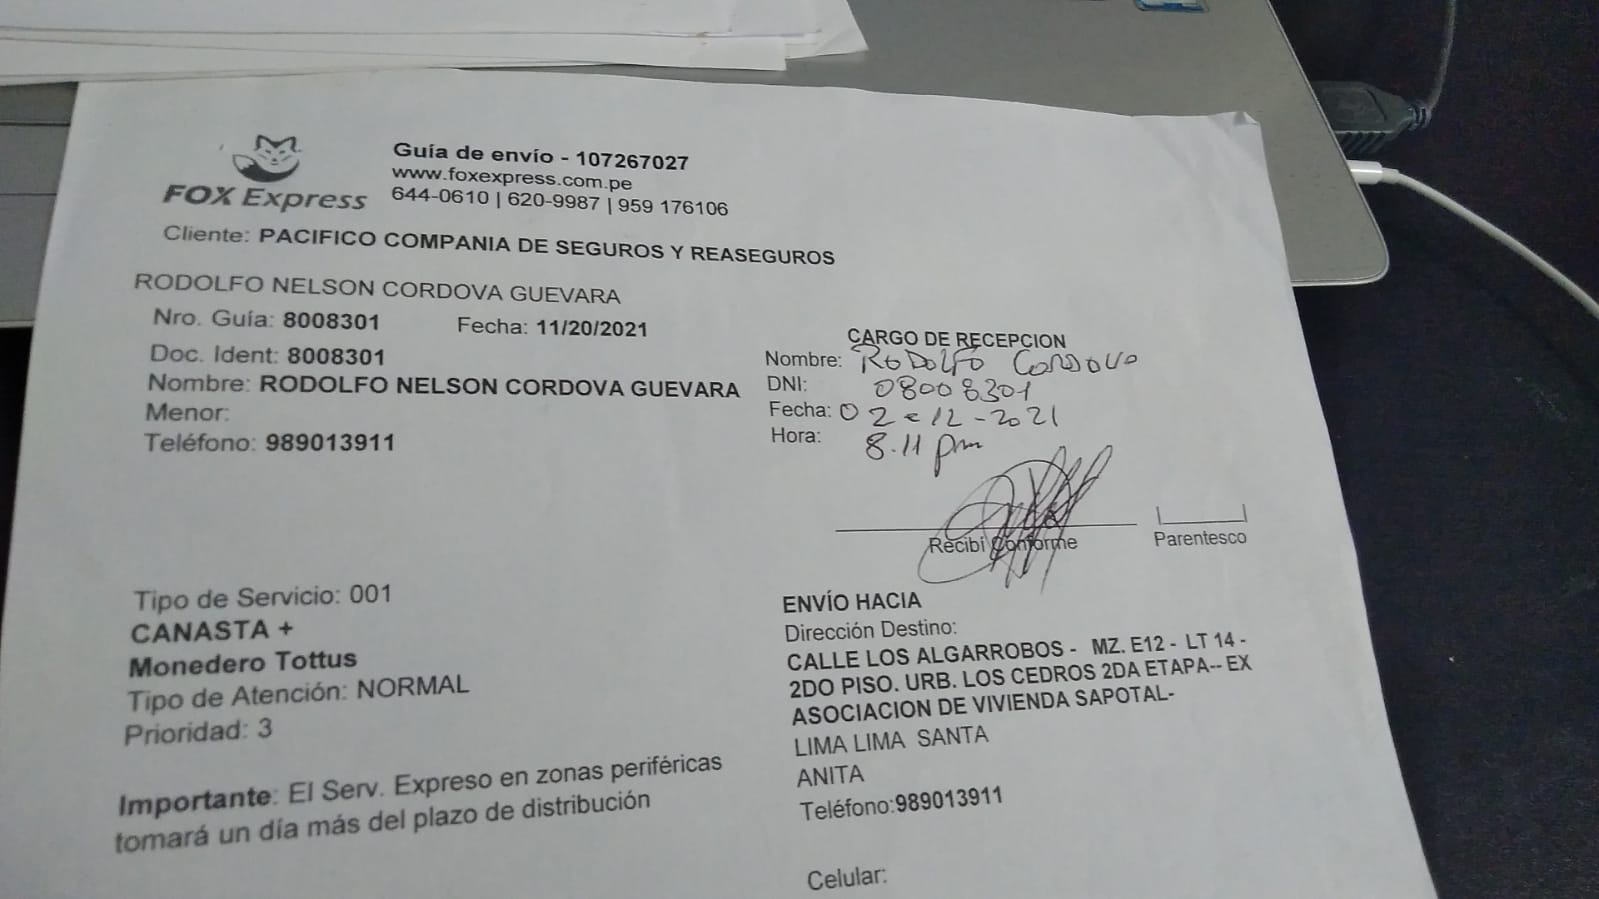 FOX Express
Guía de envío - 107267027
www.foxexpress.com.pe
644-0610 | 620-9987 | 959 176106
Cliente: PACIFICO COMPANIA DE SEGUROS Y REASEGUROS
RODOLFO NELSON CORDOVA GUEVARA
Nro. Guía: 8008301 Fecha: 11/20/2021
Doc. Ident: 8008301
Nombre: RODOLFO NELSON CORDOVA GUEVARA
Menor:
Teléfono: 989013911
CARGO DE RECEPCION
Nombre: RODOLFO CORDOVA
DNI: 08008301
Fecha: 02-12-2021
Hora: 8.11 pm
Recibí Conforme
Parentesco
Tipo de Servicio: 001
CANASTA +
Monedero Tottus
Tipo de Atención: NORMAL
Prioridad: 3
Importante: El Serv. Expreso en zonas periféricas
tomará un día más del plazo de distribución
ENVÍO HACIA
Dirección Destino:
CALLE LOS ALGARROBOS - MZ. E12 - LT 14 -
2DO PISO. URB. LOS CEDROS 2DA ETAPA-- EX
ASOCIACION DE VIVIENDA SAPOTAL-
LIMA LIMA SANTA
ANITA
Teléfono:989013911
Celular: